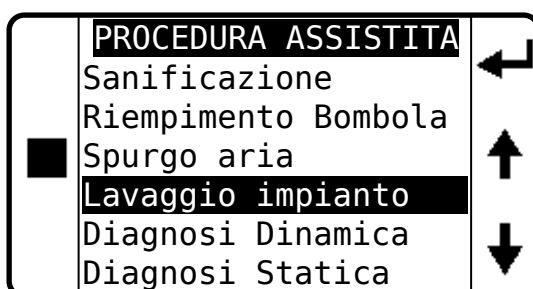 PROCEDURA ASSISTITA
Sanificazione
Riempimento Bombola
Spurgo aria
Lavaggio impianto
Diagnosi Dinamica
Diagnosi Statica